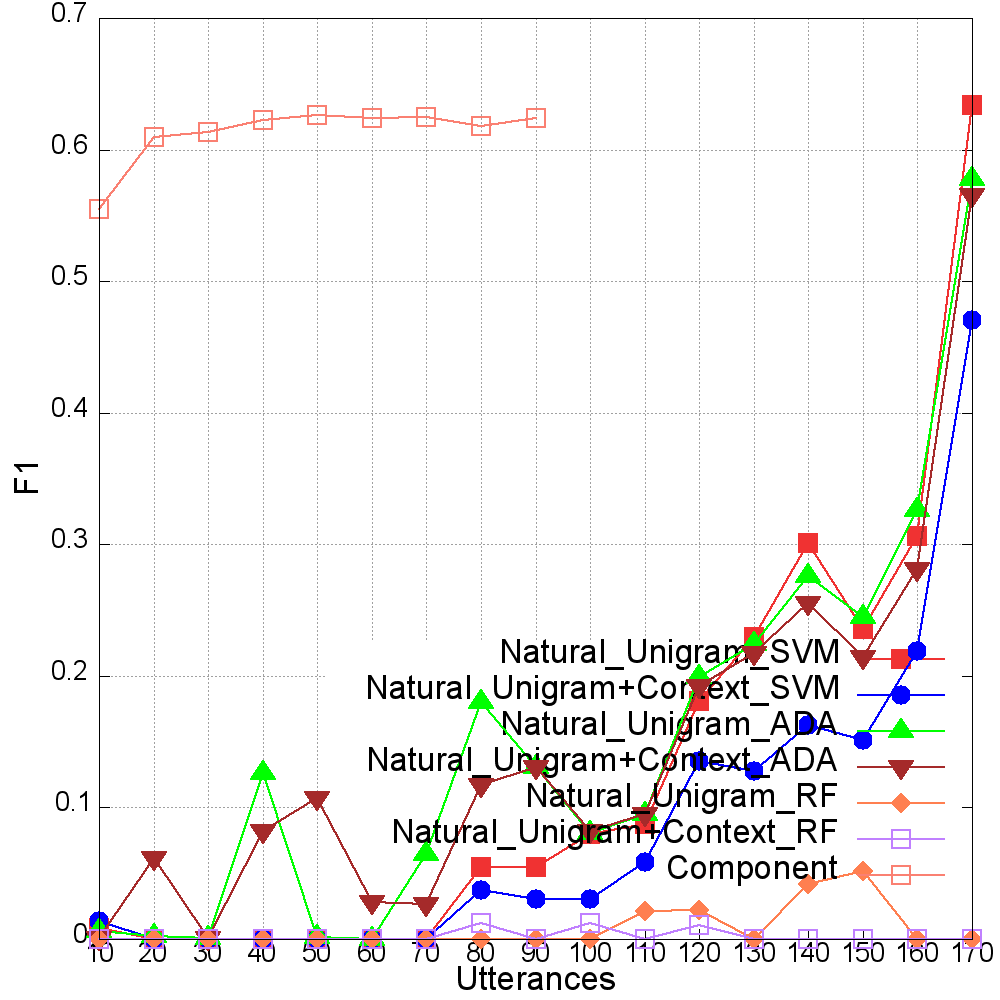 0.7
0.6
0.5
0.4
0.3
0.2
0.1
0
F1
Natural_Unigram_SVM
Natural_Unigram+Context_SVM
Natural_Unigram_ADA
Natural_Unigram+Context_ADA
Natural_Unigram_RF
Natural_Unigram+Context_RF
Component
10 20 30 40 50 60 70 80 90 100 110 120 130 140 150 160 170
Utterances